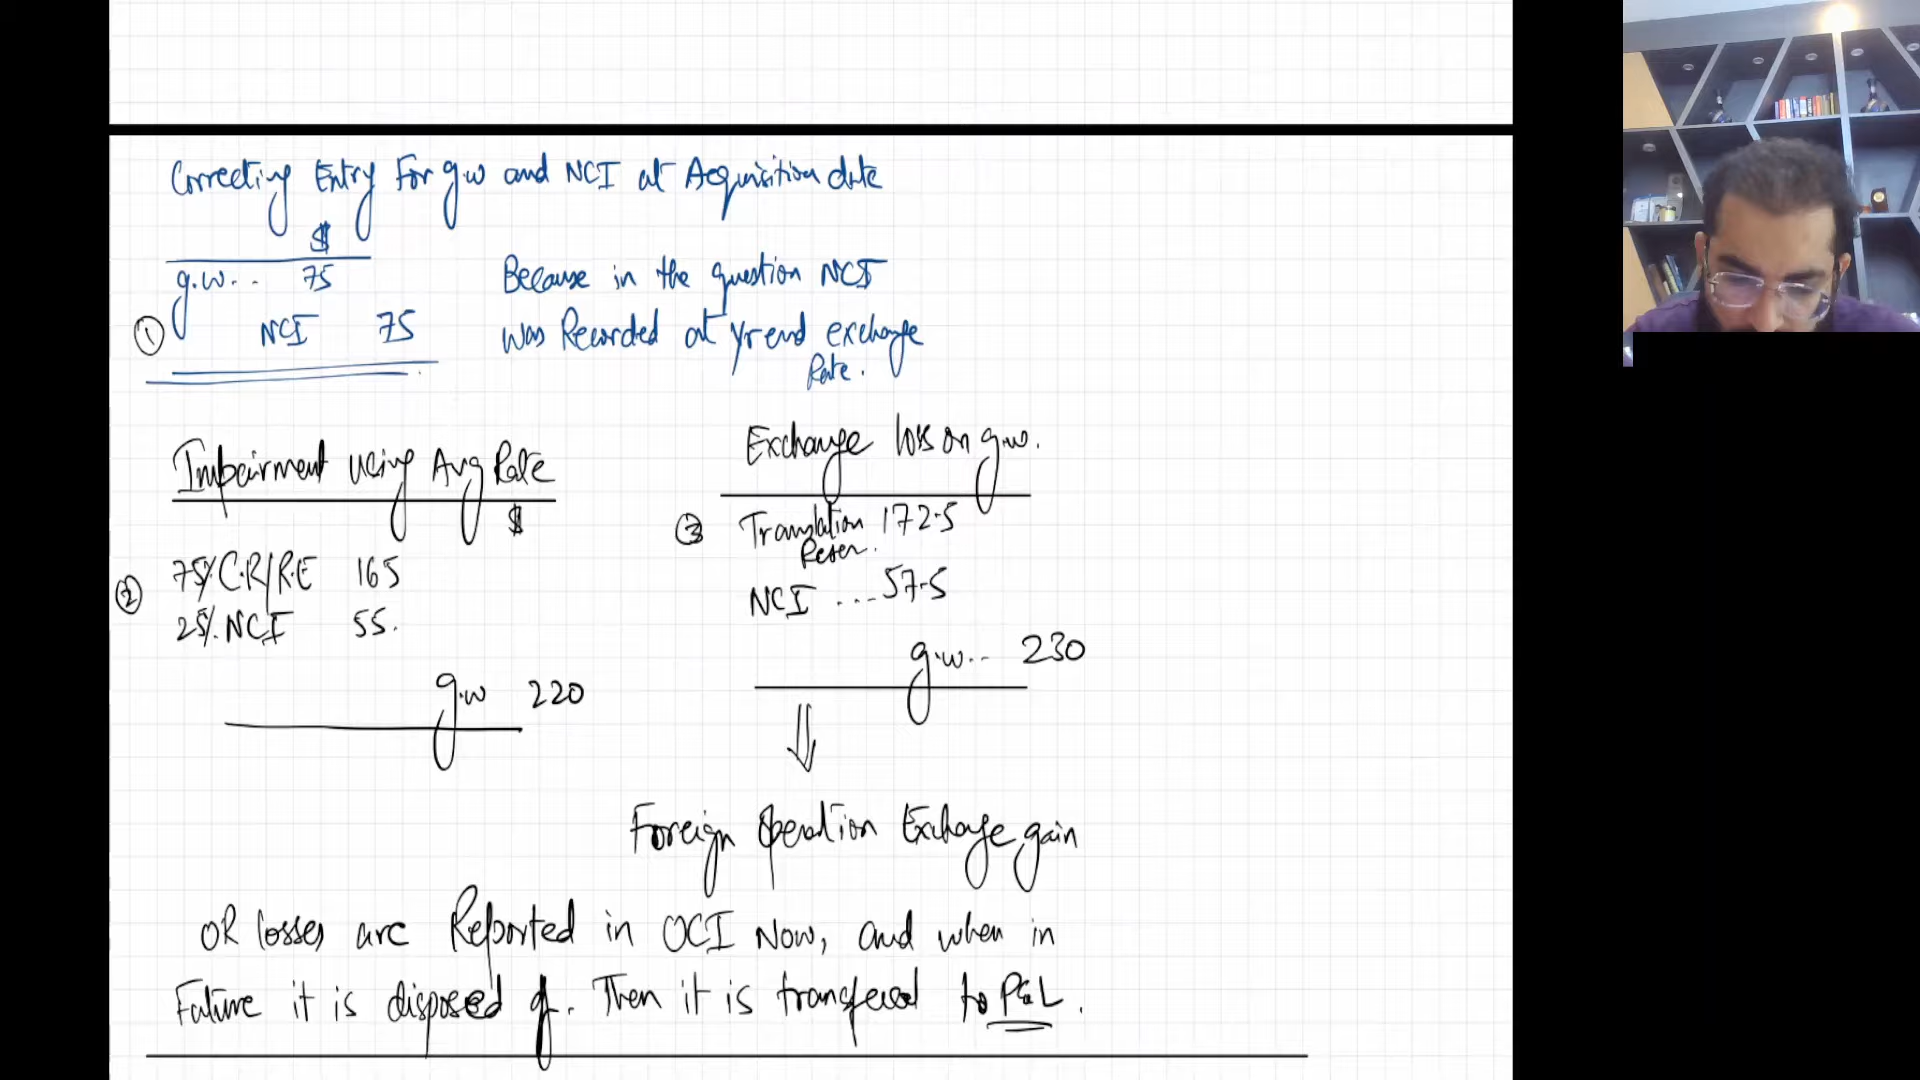 Correcting Entry For g.w and NCI at Acquisition date
$
g.w.. 75
① NCI 75
Because in the question NCI
was Recorded at yr end exchange
Rate.
Impairment using Avg Rate
$
② 75% C.R/R.E 165
25% NCI 55.
g.w 220
Exchange loss on g.w.
③ Translation 172.5
Reser.
NCI ... 57.5
g.w.. 230
Foreign Operation Exchange gain
OR losses are Reported in OCI Now, and when in
Future it is disposed of. Then it is transfered to P&L.